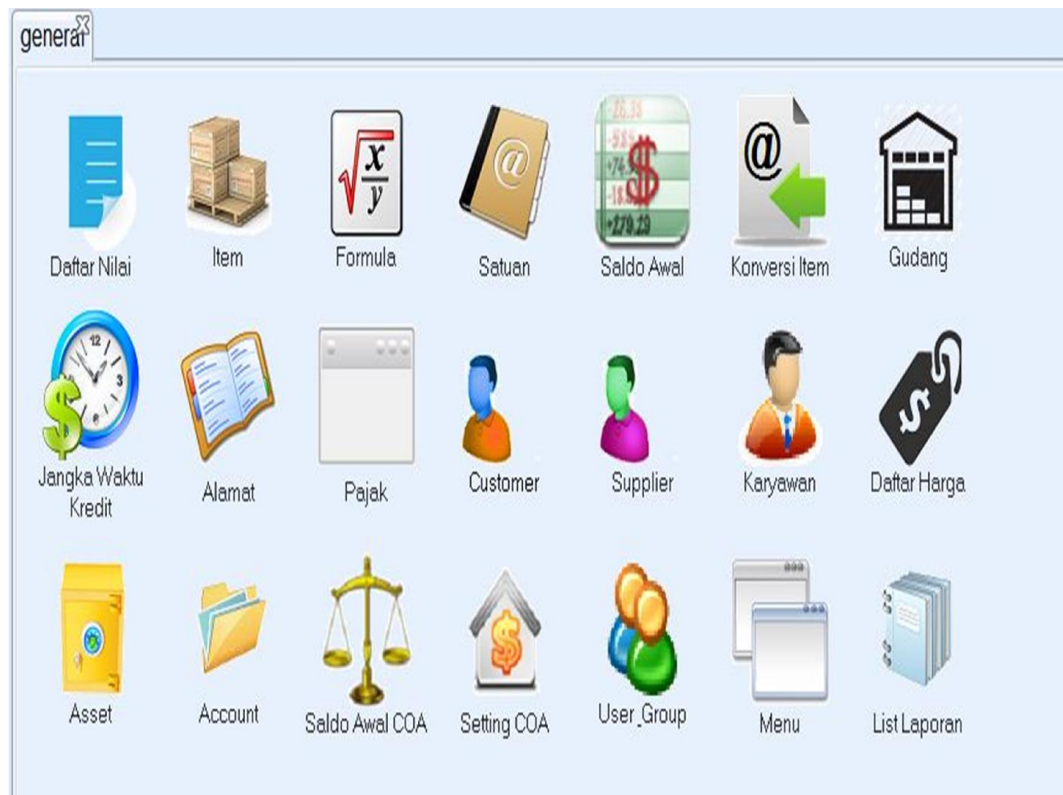 general
Daftar Nilai
Item
Formula
Satuan
Saldo Awal
Konversi Item
Gudang
Jangka Waktu
Kredit
Alamat
Pajak
Customer
Supplier
Karyawan
Daftar Harga
Asset
Account
Saldo Awal COA
Setting COA
User_Group
Menu
List Laporan